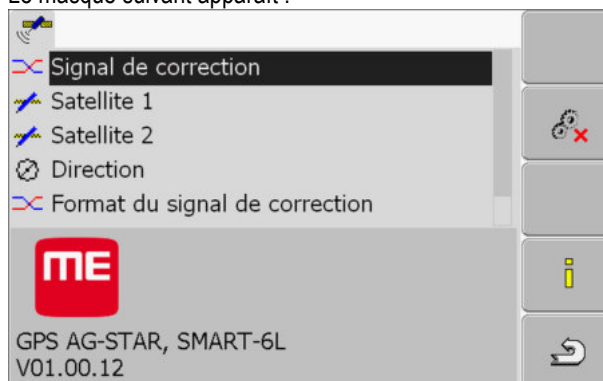 Le masque suivant apparaît :
Signal de correction
Satellite 1
Satellite 2
Direction
Format du signal de correction
ME
GPS AG-STAR, SMART-6L
V01.00.12